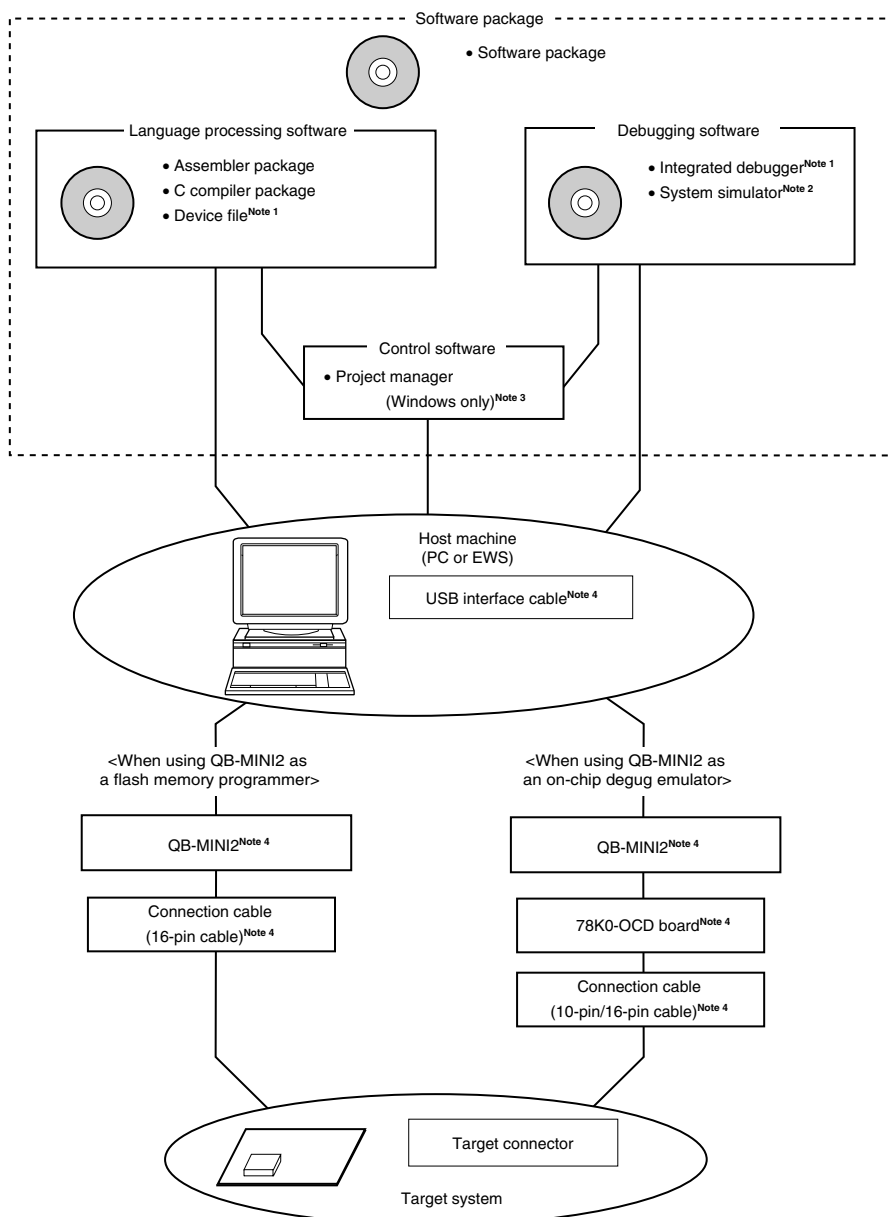 Software package
• Software package
Language processing software
• Assembler package
• C compiler package
• Device fileNote 1
Debugging software
• Integrated debuggerNote 1
• System simulatorNote 2
Control software
• Project manager
(Windows only)Note 3
Host machine
(PC or EWS)
USB interface cableNote 4
<When using QB-MINI2 as
a flash memory programmer>
QB-MINI2Note 4
Connection cable
(16-pin cable)Note 4
<When using QB-MINI2 as
an on-chip degug emulator>
QB-MINI2Note 4
78K0-OCD boardNote 4
Connection cable
(10-pin/16-pin cable)Note 4
Target connector
Target system